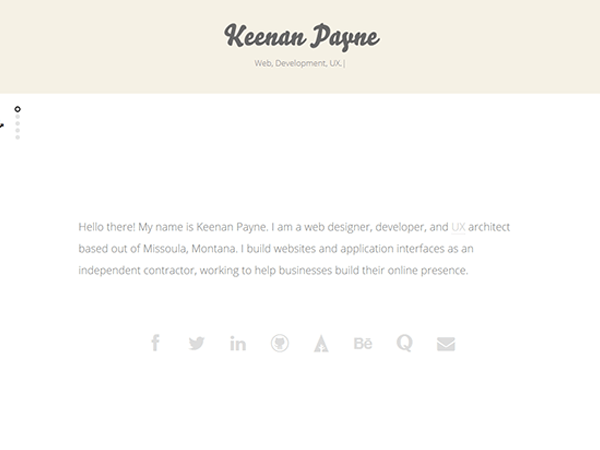 Keenan Payne
Web, Development, UX.|
Hello there! My name is Keenan Payne. I am a web designer, developer, and UX architect
based out of Missoula, Montana. I build websites and application interfaces as an
independent contractor, working to help businesses build their online presence.